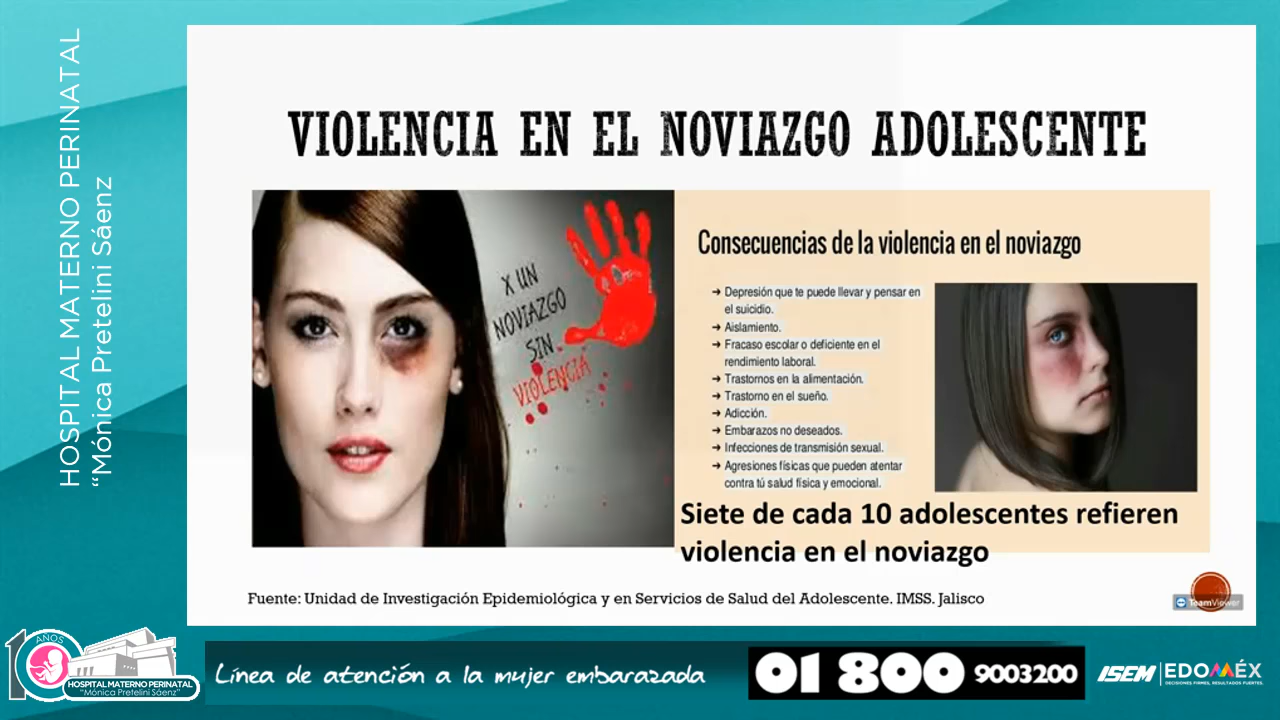 HOSPITAL MATERNO PERINATAL
“Mónica Pretelini Sáenz
VIOLENCIA EN EL NOVIAZGO ADOLESCENTE
X UN
NOVIAZGO
SIN
VIOLENCIA
Consecuencias de la violencia en el noviazgo
➔ Depresión que te puede llevar y pensar en
el suicidio.
➔ Aislamiento.
➔ Fracaso escolar o deficiente en el
rendimiento laboral.
➔ Trastornos en la alimentación.
➔ Trastorno en el sueño.
➔ Adicción.
➔ Embarazos no deseados.
➔ Infecciones de transmisión sexual.
➔ Agresiones físicas que pueden atentar
contra tú salud física y emocional.
Siete de cada 10 adolescentes refieren
violencia en el noviazgo
Fuente: Unidad de Investigación Epidemiológica y en Servicios de Salud del Adolescente. IMSS. Jalisco
TeamViewer
10 AÑOS
HOSPITAL MATERNO PERINATAL
“Mónica Pretelini Sáenz”
Línea de atención a la mujer embarazada
01 800 9003200
ISEM
EDOMÉX
DECISIONES FIRMES, RESULTADOS FUERTES.